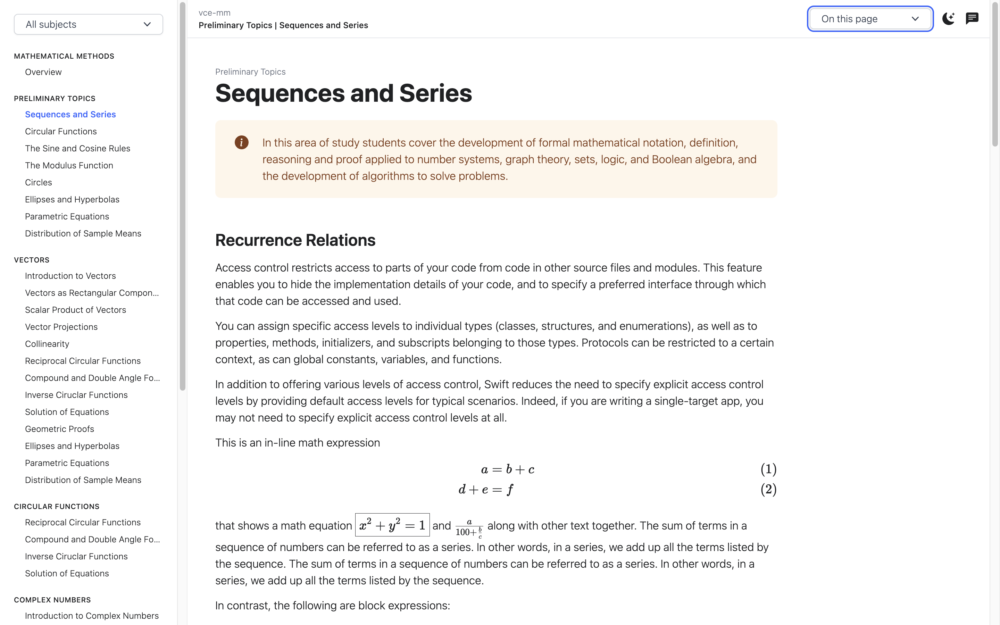 All subjects
MATHEMATICAL METHODS
Overview
PRELIMINARY TOPICS
Sequences and Series
Circular Functions
The Sine and Cosine Rules
The Modulus Function
Circles
Ellipses and Hyperbolas
Parametric Equations
Distribution of Sample Means
VECTORS
Introduction to Vectors
Vectors as Rectangular Compon...
Scalar Product of Vectors
Vector Projections
Collinearity
Reciprocal Circular Functions
Compound and Double Angle Fo...
Inverse Ciruclar Functions
Solution of Equations
Geometric Proofs
Ellipses and Hyperbolas
Parametric Equations
Distribution of Sample Means
CIRCULAR FUNCTIONS
Reciprocal Circular Functions
Compound and Double Angle Fo...
Inverse Ciruclar Functions
Solution of Equations
COMPLEX NUMBERS
Introduction to Complex Numbers
vce-mm
Preliminary Topics | Sequences and Series
On this page
Preliminary Topics
Sequences and Series
i
In this area of study students cover the development of formal mathematical notation, definition,
reasoning and proof applied to number systems, graph theory, sets, logic, and Boolean algebra, and
the development of algorithms to solve problems.
Recurrence Relations
Access control restricts access to parts of your code from code in other source files and modules. This feature
enables you to hide the implementation details of your code, and to specify a preferred interface through which
that code can be accessed and used.
You can assign specific access levels to individual types (classes, structures, and enumerations), as well as to
properties, methods, initializers, and subscripts belonging to those types. Protocols can be restricted to a certain
context, as can global constants, variables, and functions.
In addition to offering various levels of access control, Swift reduces the need to specify explicit access control
levels by providing default access levels for typical scenarios. Indeed, if you are writing a single-target app, you
may not need to specify explicit access control levels at all.
This is an in-line math expression
a = b + c (1)
d + e = f (2)
that shows a math equation x² + y² = 1 and a/(100+b/c) along with other text together. The sum of terms in a
sequence of numbers can be referred to as a series. In other words, in a series, we add up all the terms listed by
the sequence. The sum of terms in a sequence of numbers can be referred to as a series. In other words, in a
series, we add up all the terms listed by the sequence.
In contrast, the following are block expressions: